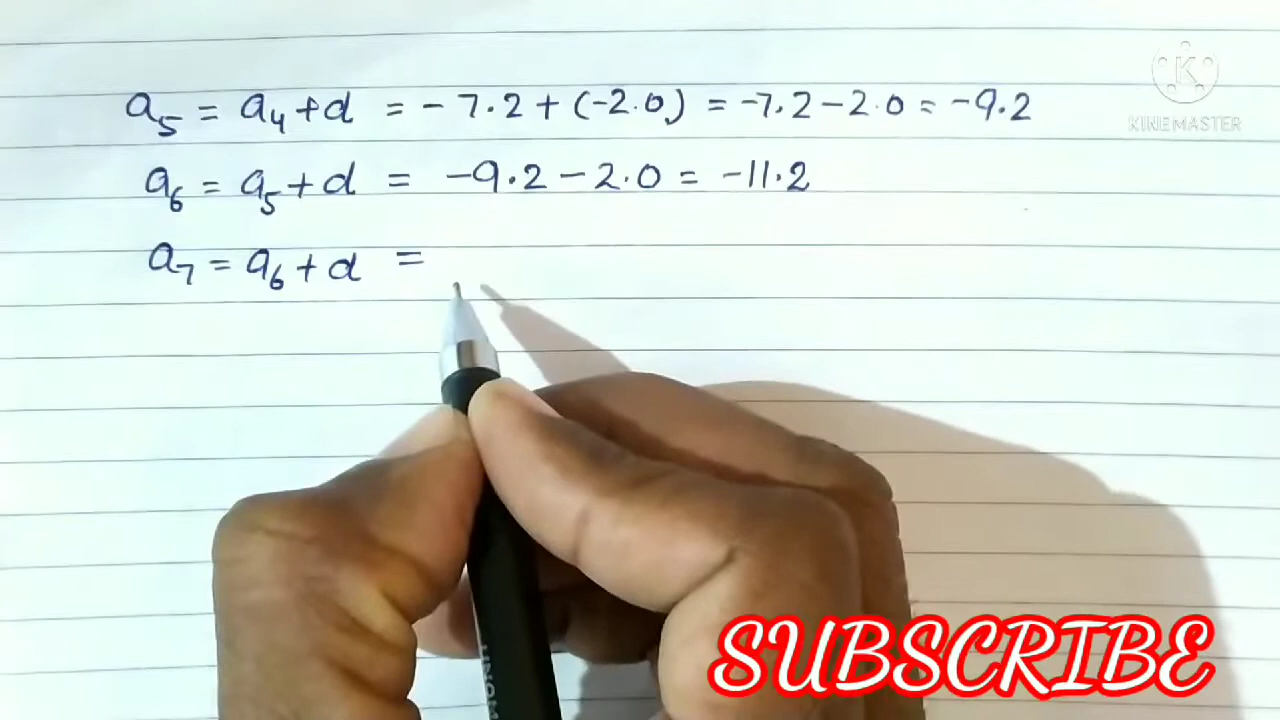 a₅ = a₄+d = -7.2+(-2.0) = -7.2-2.0 = -9.2
KINEMASTER
a₆ = a₅+d = -9.2-2.0 = -11.2
a₇ = a₆+d =
SUBSCRIBE